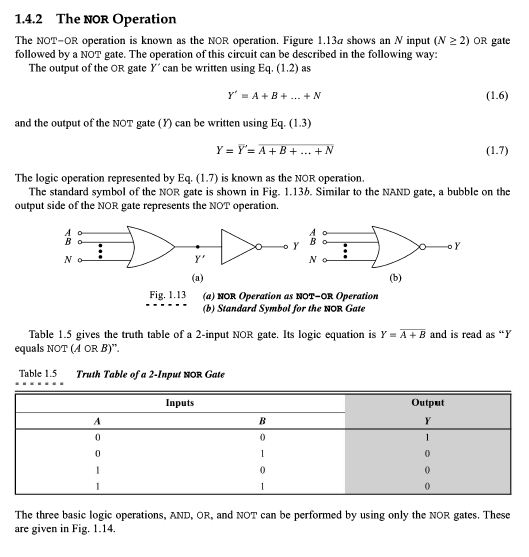 1.4.2 The NOR Operation
The NOT-OR operation is known as the NOR operation. Figure 1.13a shows an N input (N ≥ 2) OR gate
followed by a NOT gate. The operation of this circuit can be described in the following way:
The output of the OR gate Y' can be written using Eq. (1.2) as
Y' = A + B + ... + N (1.6)
and the output of the NOT gate (Y) can be written using Eq. (1.3)
Y = Y̅'̅ = A̅ ̅+̅ ̅B̅ ̅+̅ ̅.̅.̅.̅ ̅+̅ ̅N̅ (1.7)
The logic operation represented by Eq. (1.7) is known as the NOR operation.
The standard symbol of the NOR gate is shown in Fig. 1.13b. Similar to the NAND gate, a bubble on the
output side of the NOR gate represents the NOT operation.
A
B
N
Y'
Y
(a)
A
B
N
Y
(b)
Fig. 1.13 (a) NOR Operation as NOT-OR Operation
(b) Standard Symbol for the NOR Gate
Table 1.5 gives the truth table of a 2-input NOR gate. Its logic equation is Y = A̅ ̅+̅ ̅B̅ and is read as “Y
equals NOT (A OR B)”.
Table 1.5 Truth Table of a 2-Input NOR Gate
Inputs Output
A B Y
0 0 1
0 1 0
1 0 0
1 1 0
The three basic logic operations, AND, OR, and NOT can be performed by using only the NOR gates. These
are given in Fig. 1.14.